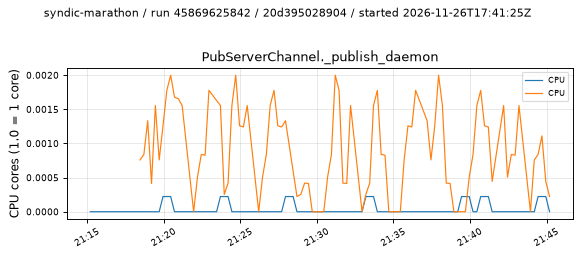 syndic-marathon / run 45869625842 / 20d395028904 / started 2026-11-26T17:41:25Z
PubServerChannel._publish_daemon
CPU cores (1.0 = 1 core)
0.0020
0.0015
0.0010
0.0005
0.0000
CPU
CPU
21:15
21:20
21:25
21:30
21:35
21:40
21:45